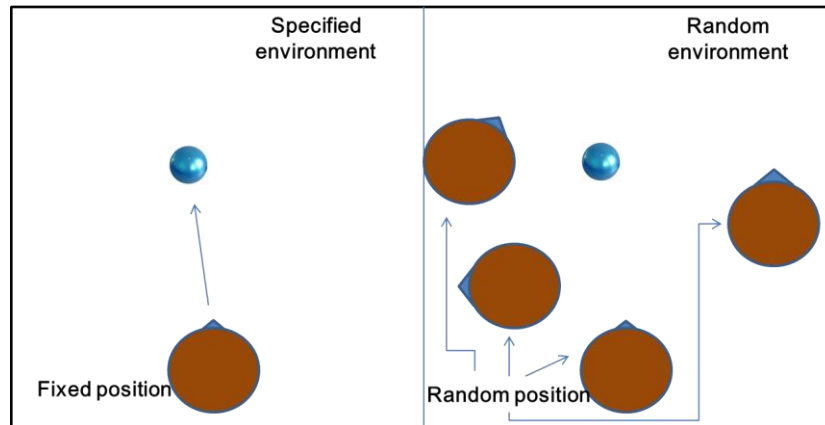 Specified
environment
Random
environment
Fixed position
Random position